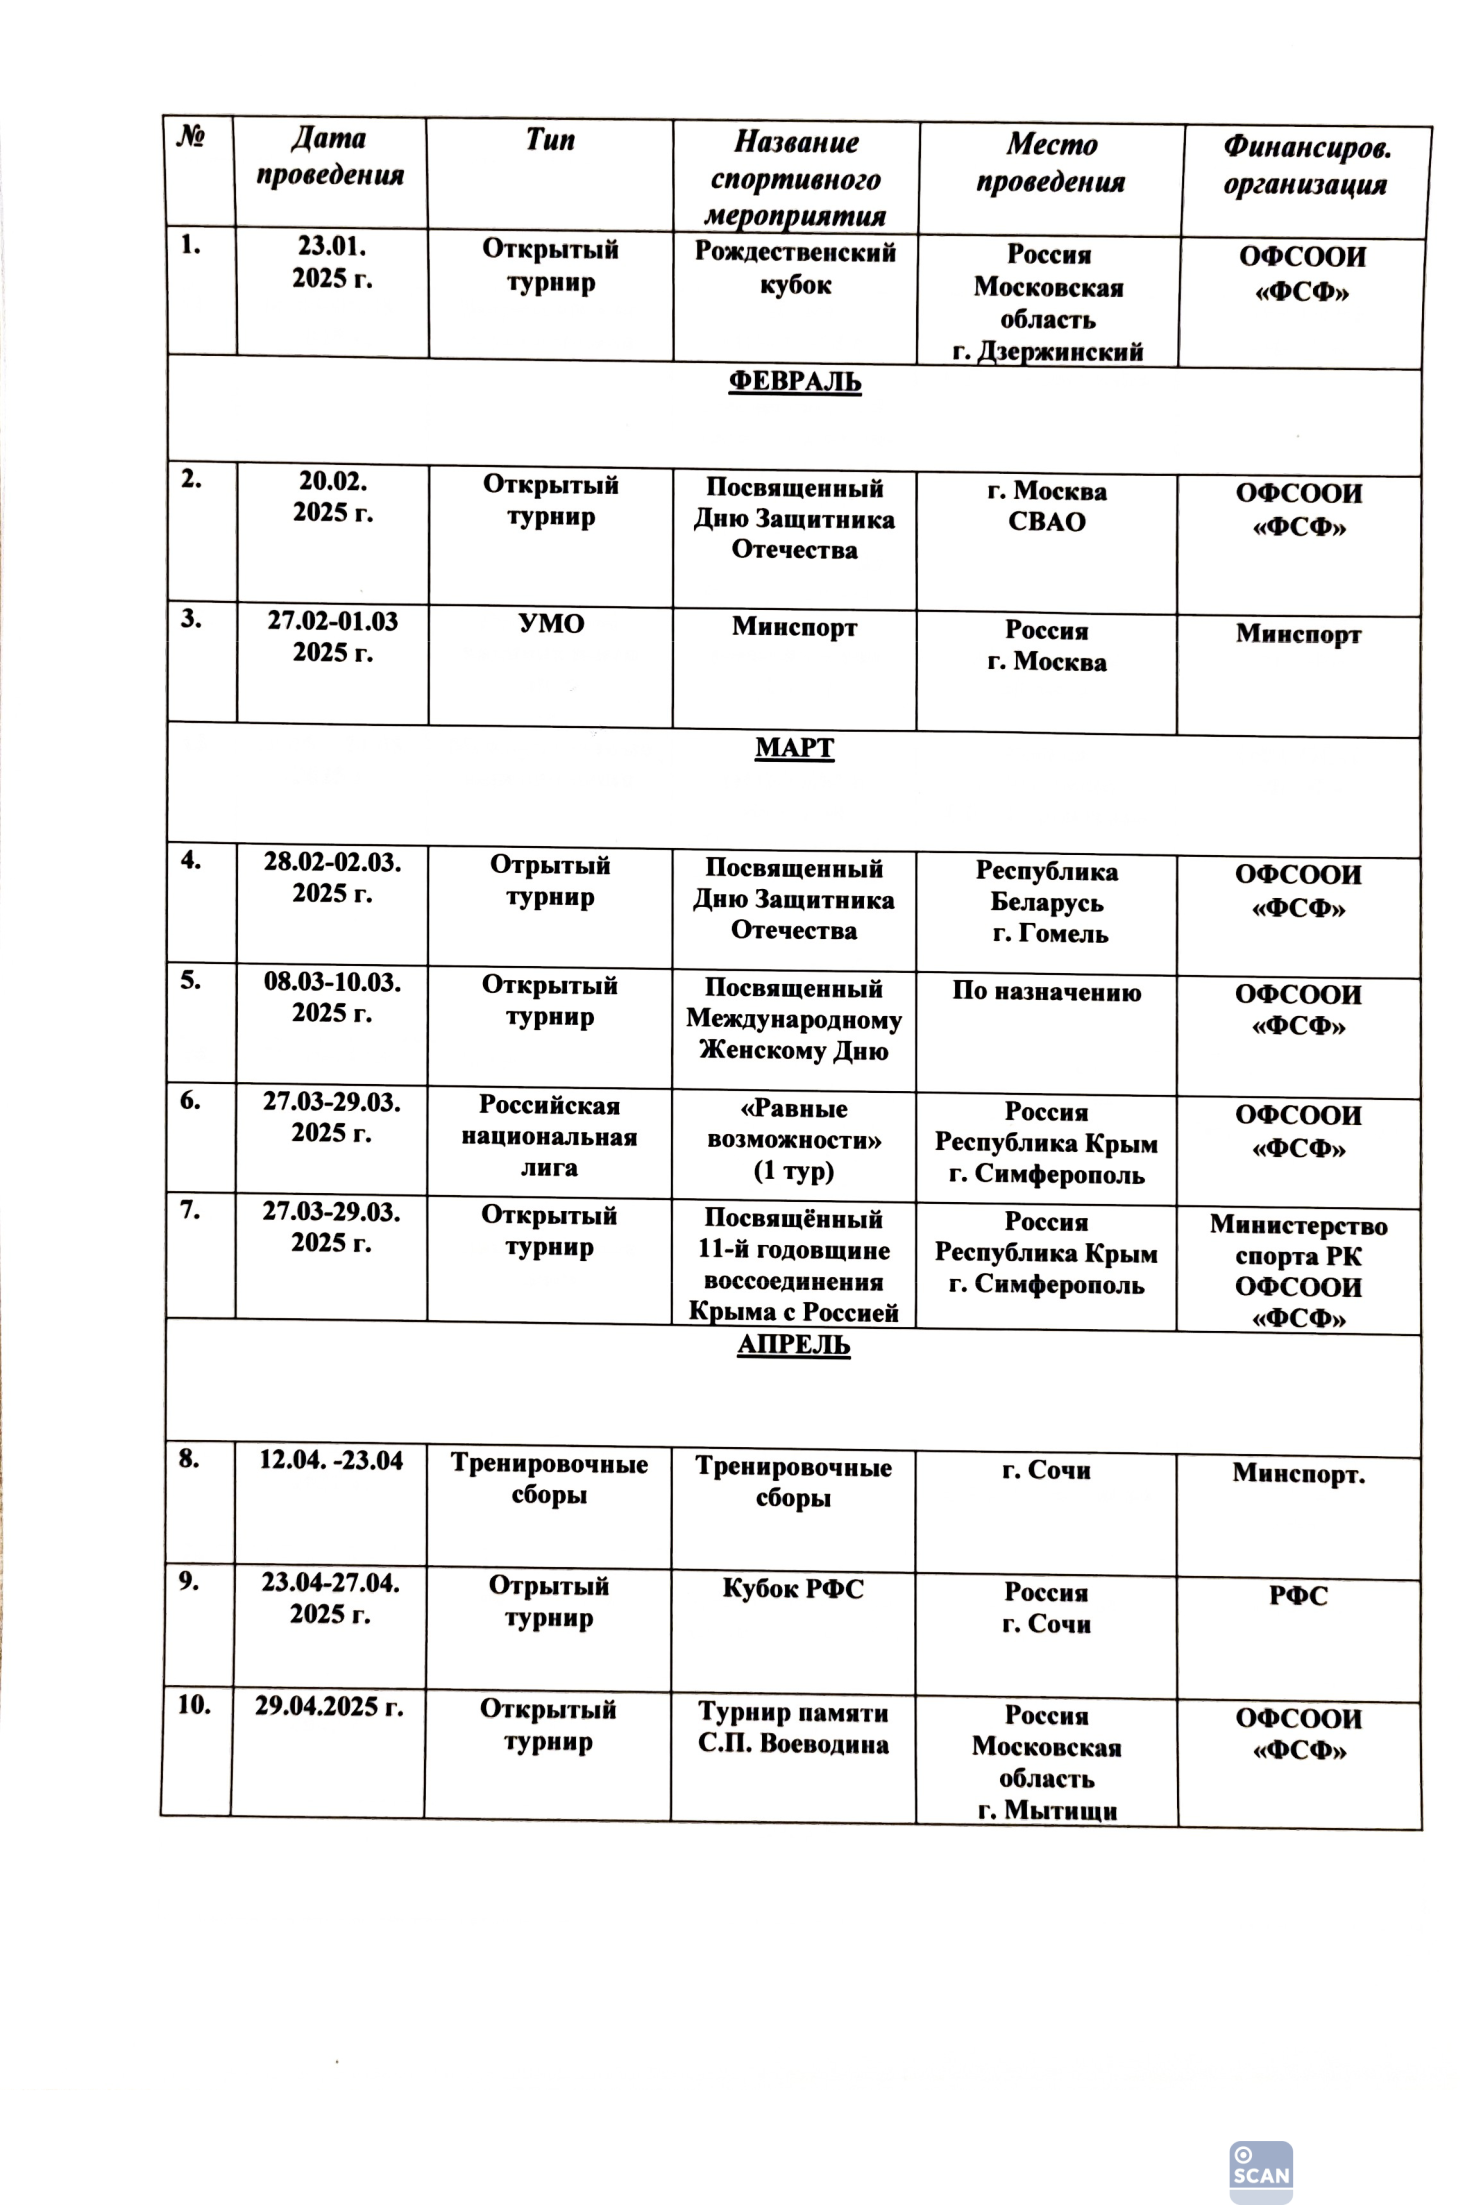 №
Дата
проведения
Тип
Название
спортивного
мероприятия
Место
проведения
Финансиров.
организация
1.
23.01.
2025 г.
Открытый
турнир
Рождественский
кубок
Россия
Московская
область
г. Дзержинский
ОФСООИ
«ФСФ»
ФЕВРАЛЬ
2.
20.02.
2025 г.
Открытый
турнир
Посвященный
Дню Защитника
Отечества
г. Москва
СВАО
ОФСООИ
«ФСФ»
3.
27.02-01.03
2025 г.
УМО
Минспорт
Россия
г. Москва
Минспорт
МАРТ
4.
28.02-02.03.
2025 г.
Отрытый
турнир
Посвященный
Дню Защитника
Отечества
Республика
Беларусь
г. Гомель
ОФСООИ
«ФСФ»
5.
08.03-10.03.
2025 г.
Открытый
турнир
Посвященный
Международному
Женскому Дню
По назначению
ОФСООИ
«ФСФ»
6.
27.03-29.03.
2025 г.
Российская
национальная
лига
«Равные
возможности»
(1 тур)
Россия
Республика Крым
г. Симферополь
ОФСООИ
«ФСФ»
7.
27.03-29.03.
2025 г.
Открытый
турнир
Посвящённый
11-й годовщине
воссоединения
Крыма с Россией
Россия
Республика Крым
г. Симферополь
Министерство
спорта РК
ОФСООИ
«ФСФ»
АПРЕЛЬ
8.
12.04. -23.04
Тренировочные
сборы
Тренировочные
сборы
г. Сочи
Минспорт.
9.
23.04-27.04.
2025 г.
Отрытый
турнир
Кубок РФС
Россия
г. Сочи
РФС
10.
29.04.2025 г.
Открытый
турнир
Турнир памяти
С.П. Воеводина
Россия
Московская
область
г. Мытищи
ОФСООИ
«ФСФ»
SCAN